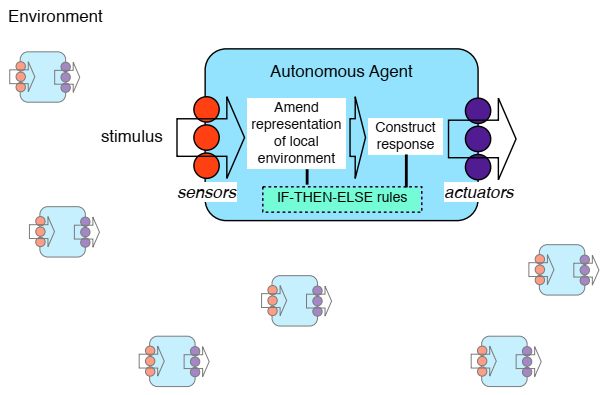 Environment
Autonomous Agent
stimulus
Amend
representation
of local
environment
Construct
response
sensors
actuators
IF-THEN-ELSE rules